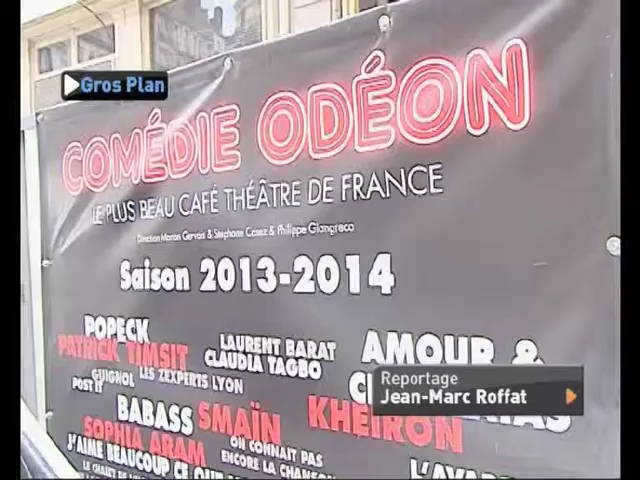 Gros Plan
COMÉDIE ODÉON
LE PLUS BEAU CAFÉ THÉÂTRE DE FRANCE
Saison 2013-2014
POPECK
PATRICK TIMSIT
LAURENT BARAT
CLAUDIA TAGBO
AMOUR &
GUIGNOL LES ZEXPERTS LYON
POST IT
Reportage
Jean-Marc Roffat
BABASS SMAÏN KHEIRON
SOPHIA ARAM
ON CONNAIT PAS
J'AIME BEAUCOUP CE
ENCORE LA